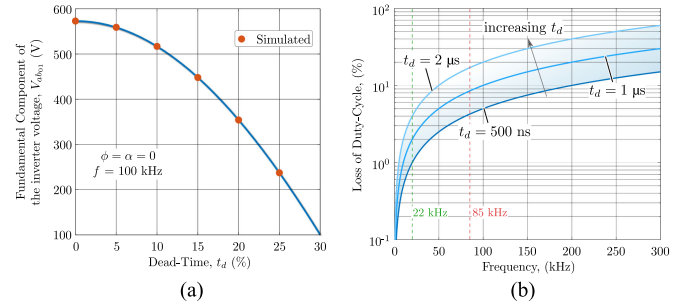 Fundamental Component of
the inverter voltage, V_ab01 (V)
600
500
400
300
200
100
Simulated
ϕ = α = 0
f = 100 kHz
0
5
10
15
20
25
30
Dead-Time, t_d (%)
(a)
Loss of Duty-Cycle, (%)
10^2
10^1
10^0
10^-1
increasing t_d
t_d = 2 μs
t_d = 1 μs
t_d = 500 ns
22 kHz
85 kHz
0
50
100
150
200
250
300
Frequency, (kHz)
(b)